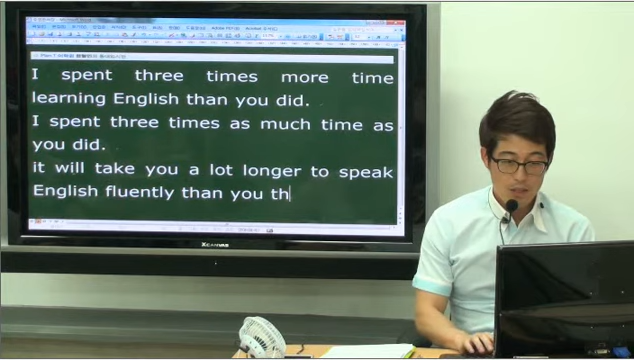 I spent three times more time
learning English than you did.
I spent three times as much time as
you did.
it will take you a lot longer to speak
English fluently than you th
XCANVAS